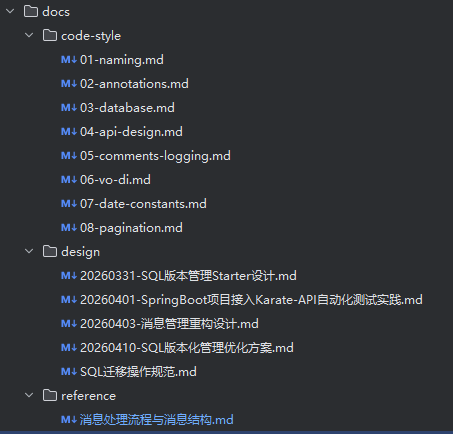 docs
code-style
M↓ 01-naming.md
M↓ 02-annotations.md
M↓ 03-database.md
M↓ 04-api-design.md
M↓ 05-comments-logging.md
M↓ 06-vo-di.md
M↓ 07-date-constants.md
M↓ 08-pagination.md
design
M↓ 20260331-SQL版本管理Starter设计.md
M↓ 20260401-SpringBoot项目接入Karate-API自动化测试实践.md
M↓ 20260403-消息管理重构设计.md
M↓ 20260410-SQL版本化管理优化方案.md
M↓ SQL迁移操作规范.md
reference
M↓ 消息处理流程与消息结构.md